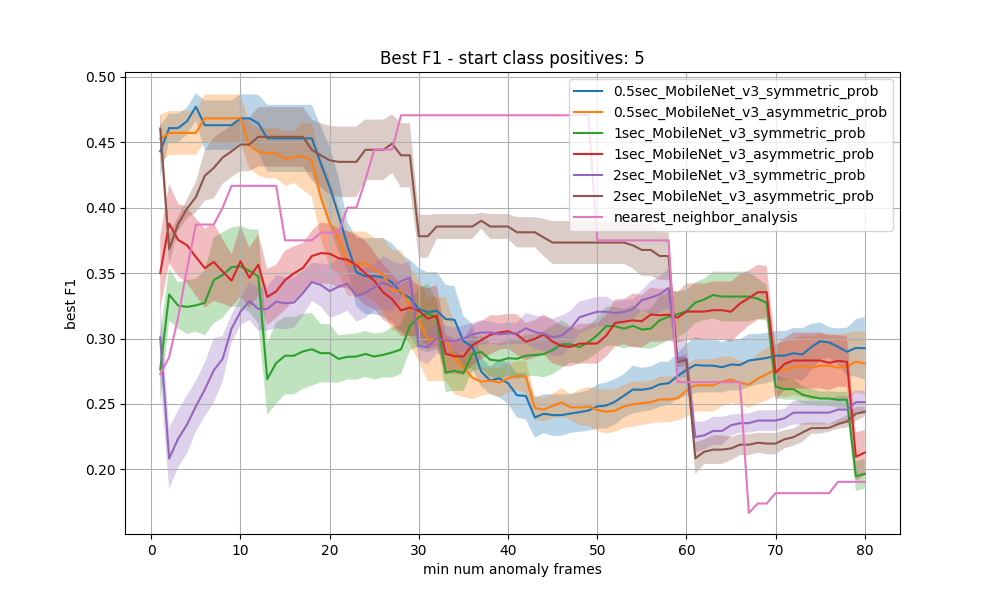 Best F1 - start class positives: 5
0.50
0.45
0.40
0.35
0.30
0.25
0.20
best F1
0.5sec_MobileNet_v3_symmetric_prob
0.5sec_MobileNet_v3_asymmetric_prob
1sec_MobileNet_v3_symmetric_prob
1sec_MobileNet_v3_asymmetric_prob
2sec_MobileNet_v3_symmetric_prob
2sec_MobileNet_v3_asymmetric_prob
nearest_neighbor_analysis
0 10 20 30 40 50 60 70 80
min num anomaly frames